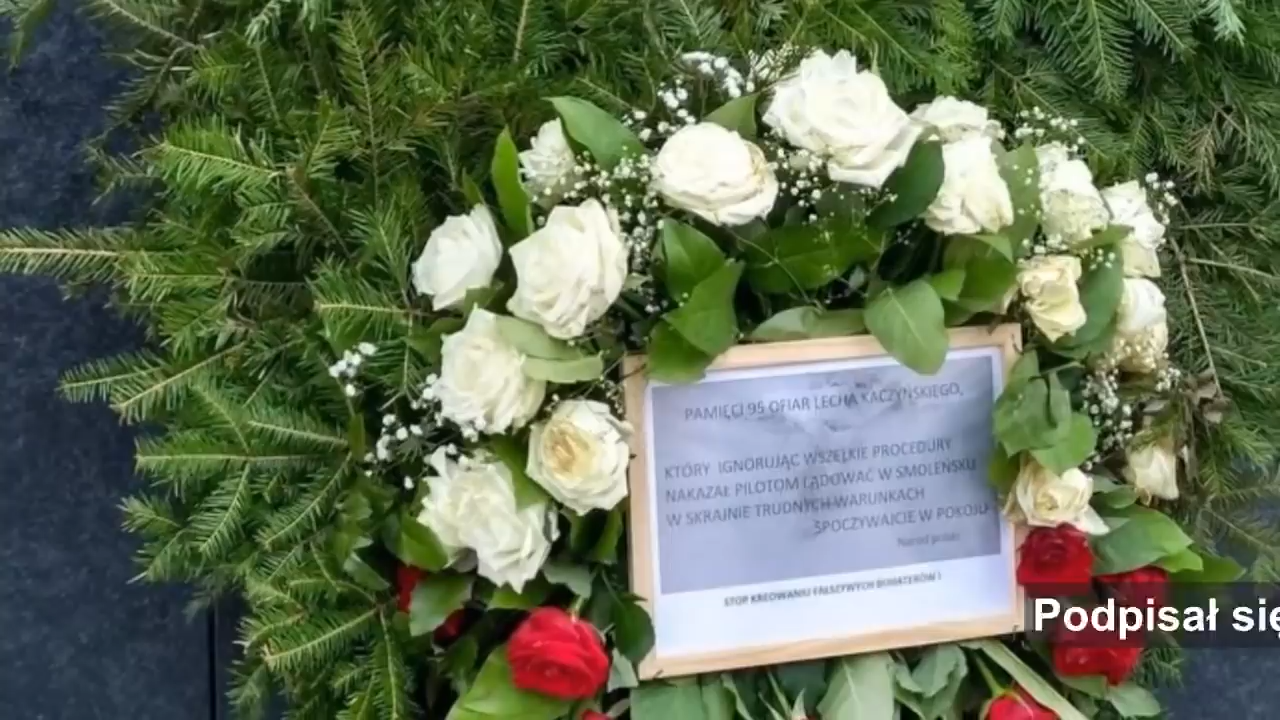 PAMIĘCI 95 OFIAR LECHA KACZYŃSKIEGO,
KTÓRY IGNORUJĄC WSZELKIE PROCEDURY
NAKAZAŁ PILOTOM LĄDOWAĆ W SMOLEŃSKU
W SKRAJNIE TRUDNYCH WARUNKACH
SPOCZYWAJCIE W POKOJU
Naród polski
STOP KREOWANIU FAŁSZYWYCH BOHATERÓW !
Podpisał się